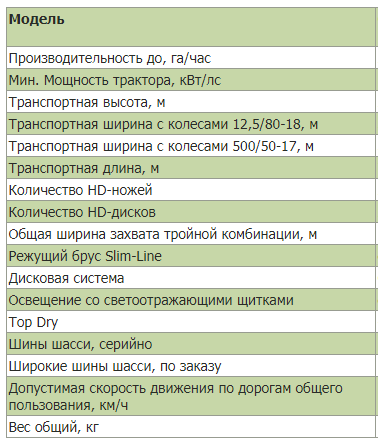 Модель
Производительность до, га/час
Мин. Мощность трактора, кВт/лс
Транспортная высота, м
Транспортная ширина с колесами 12,5/80-18, м
Транспортная ширина с колесами 500/50-17, м
Транспортная длина, м
Количество HD-ножей
Количество HD-дисков
Общая ширина захвата тройной комбинации, м
Режущий брус Slim-Line
Дисковая система
Освещение со светоотражающими щитками
Top Dry
Шины шасси, серийно
Широкие шины шасси, по заказу
Допустимая скорость движения по дорогам общего
пользования, км/ч
Вес общий, кг